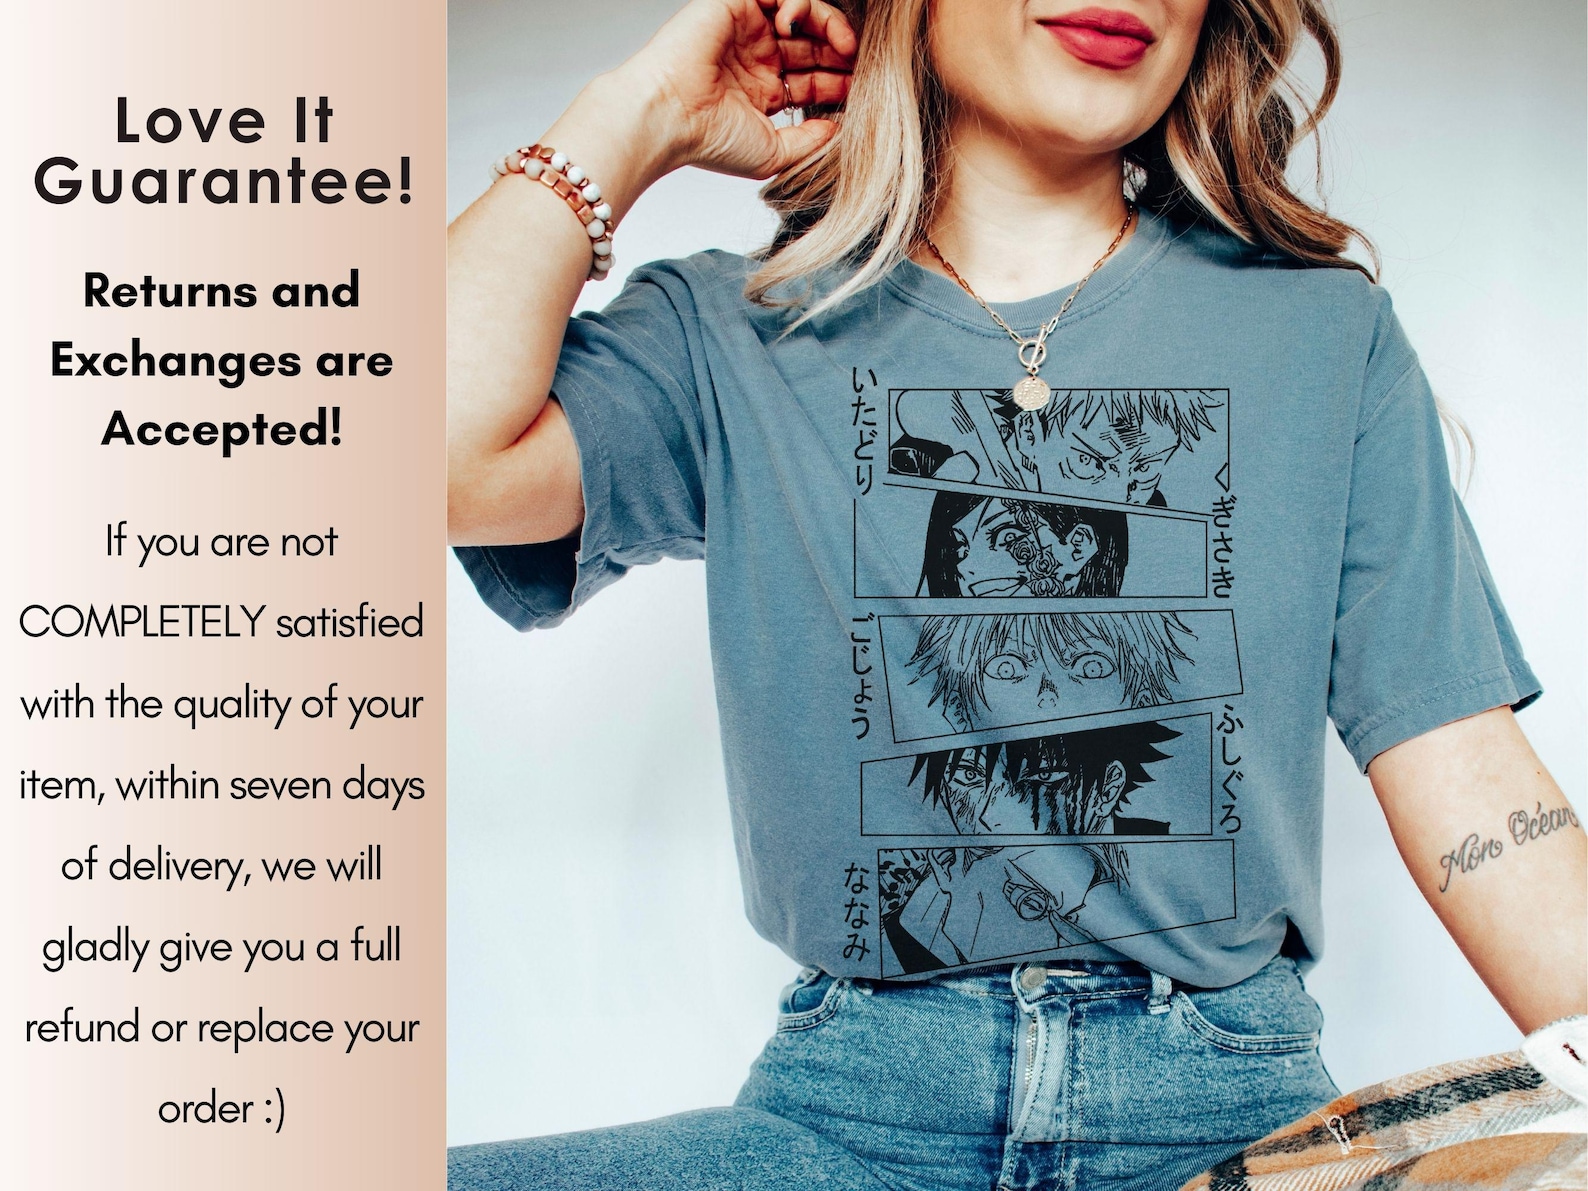 Love It
Guarantee!
Returns and
Exchanges are
Accepted!
If you are not
COMPLETELY satisfied
with the quality of your
item, within seven days
of delivery, we will
gladly give you a full
refund or replace your
order :)
いたどり
くぎさき
ごじょう
ふしぐろ
ななみ
Mon Océan